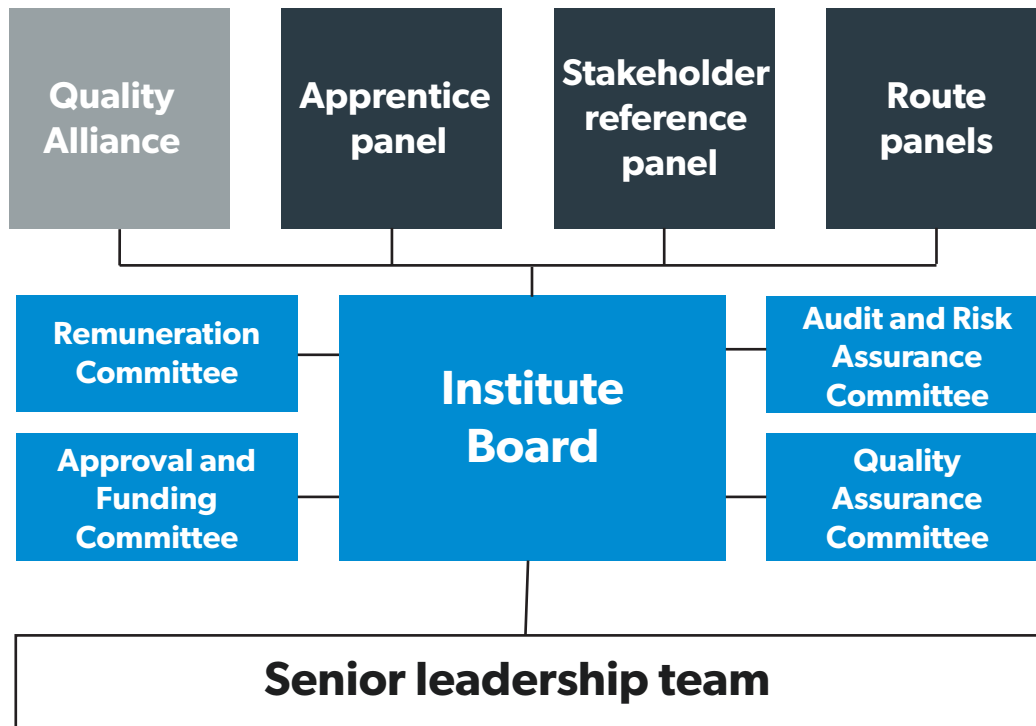 Quality
Alliance
Apprentice
panel
Stakeholder
reference
panel
Route
panels
Remuneration
Committee
Institute
Board
Audit and Risk
Assurance
Committee
Approval and
Funding
Committee
Quality
Assurance
Committee
Senior leadership team